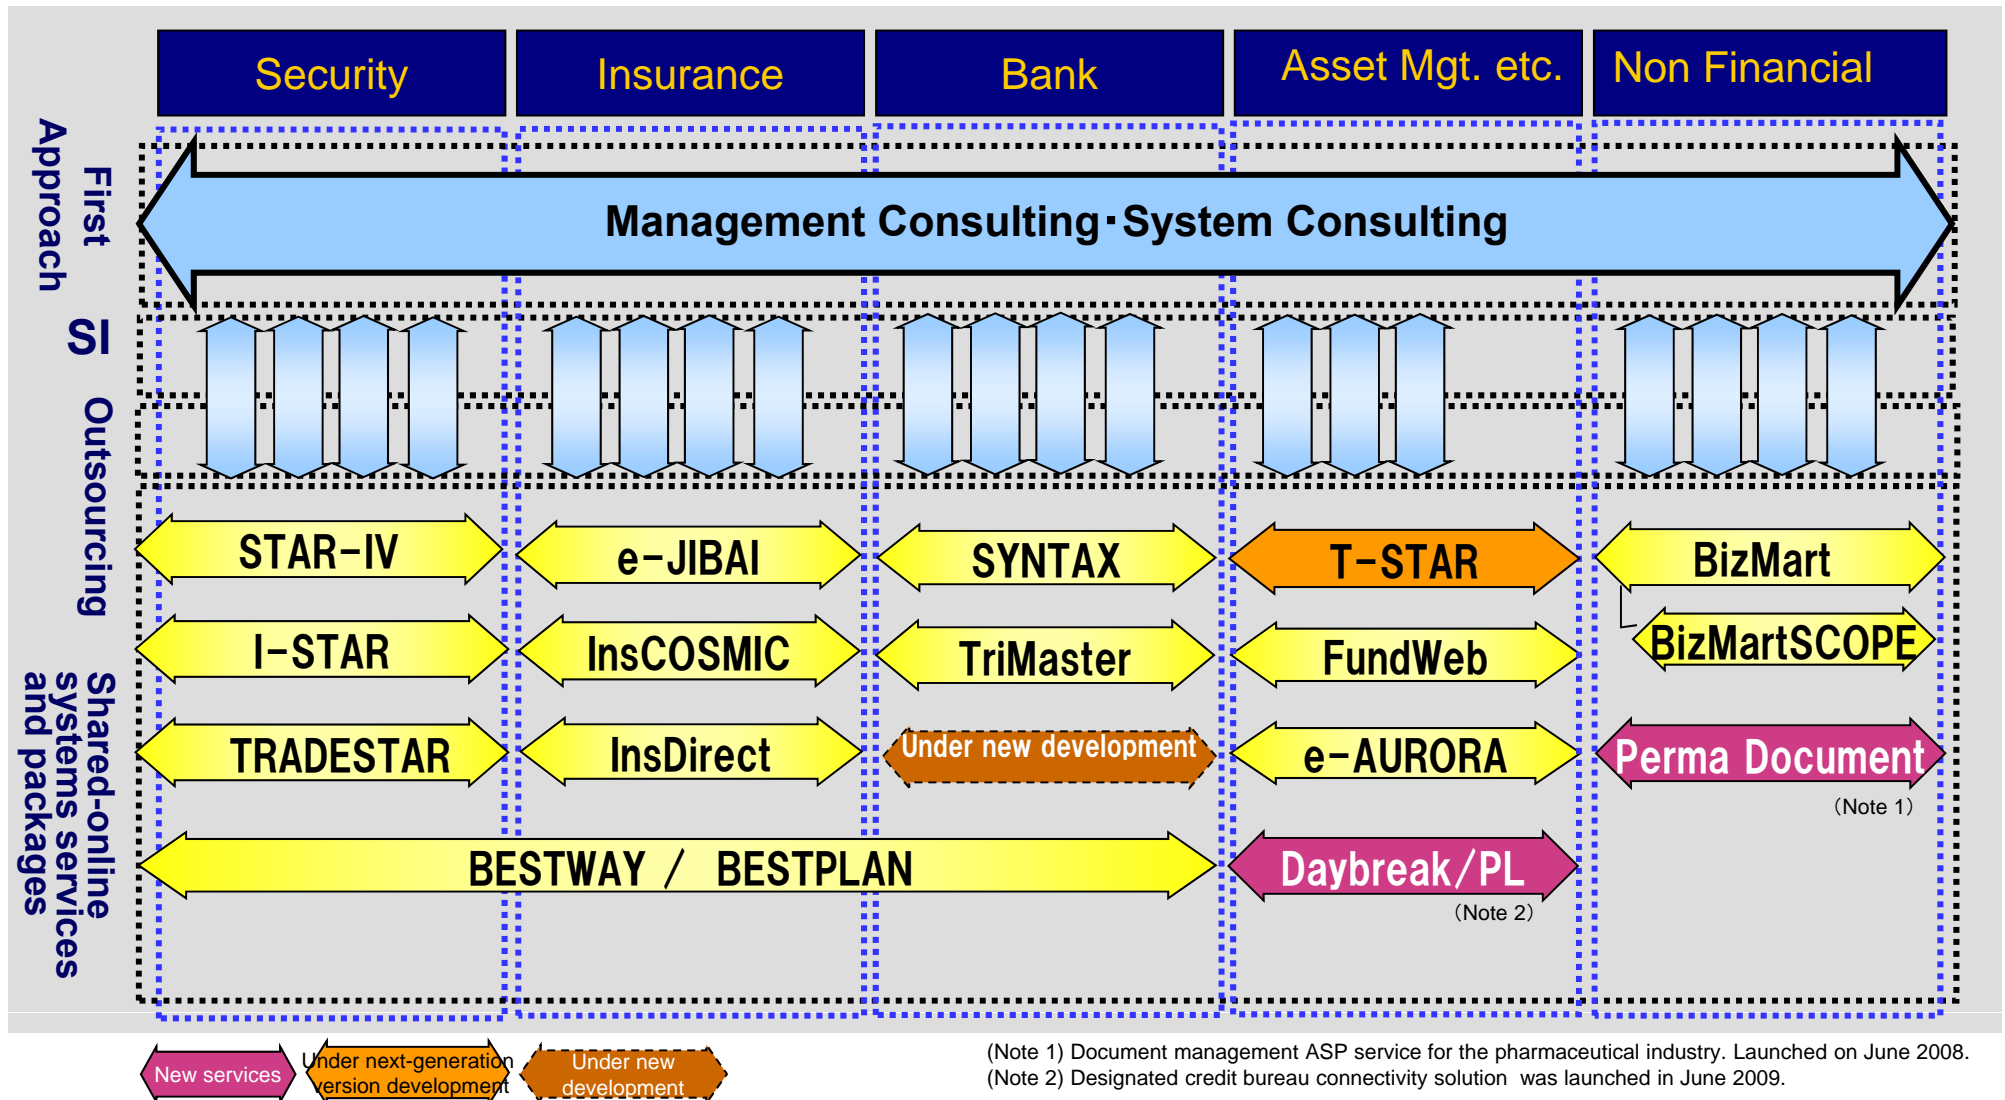 Security
Insurance
Bank
Asset Mgt. etc.
Non Financial
First
Approach
Management Consulting・System Consulting
SI
Outsourcing
Shared-online
systems services
and packages
STAR-IV
e-JIBAI
SYNTAX
T-STAR
BizMart
I-STAR
InsCOSMIC
TriMaster
FundWeb
BizMartSCOPE
TRADESTAR
InsDirect
Under new development
e-AURORA
Perma Document
（Note 1）
BESTWAY / BESTPLAN
Daybreak/PL
（Note 2）
New services
Under next-generation
version development
Under new
development
(Note 1) Document management ASP service for the pharmaceutical industry. Launched on June 2008.
(Note 2) Designated credit bureau connectivity solution was launched in June 2009.